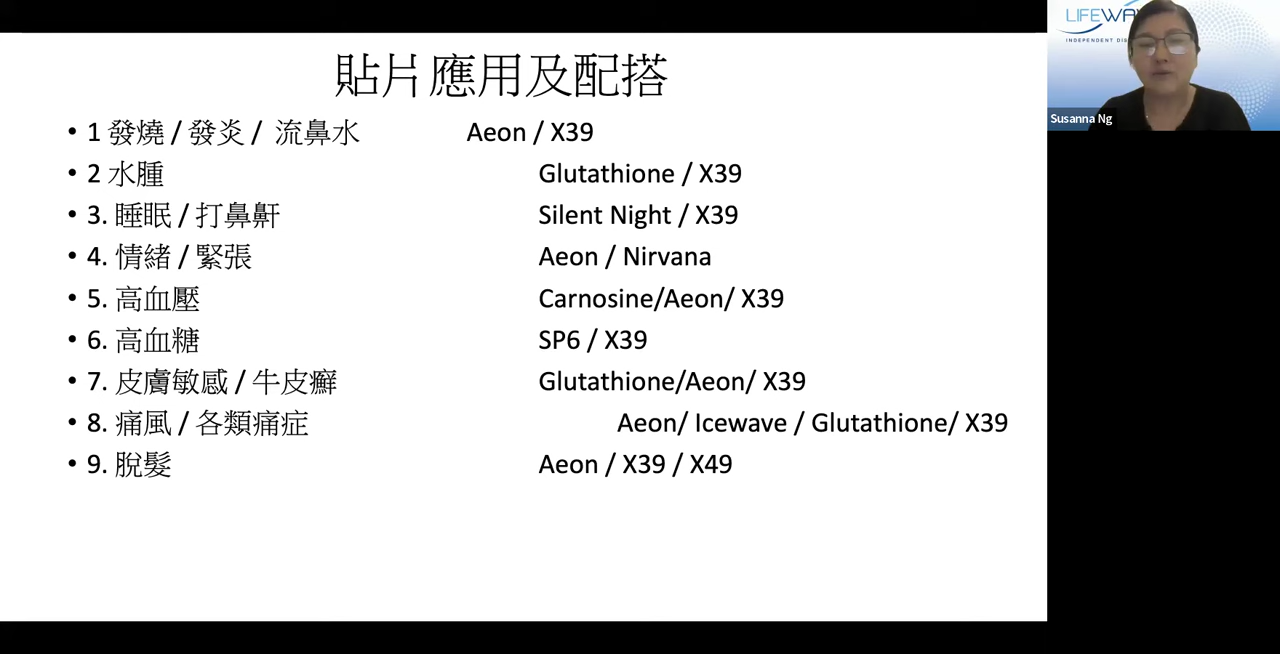 貼片應用及配搭
• 1 發燒 / 發炎 / 流鼻水 Aeon / X39
• 2 水腫 Glutathione / X39
• 3. 睡眠 / 打鼻鼾 Silent Night / X39
• 4. 情緒 / 緊張 Aeon / Nirvana
• 5. 高血壓 Carnosine/Aeon/ X39
• 6. 高血糖 SP6 / X39
• 7. 皮膚敏感 / 牛皮癬 Glutathione/Aeon/ X39
• 8. 痛風 / 各類痛症 Aeon/ Icewave / Glutathione/ X39
• 9. 脫髮 Aeon / X39 / X49
LIFEWA
INDEPENDENT DIS
Susanna Ng